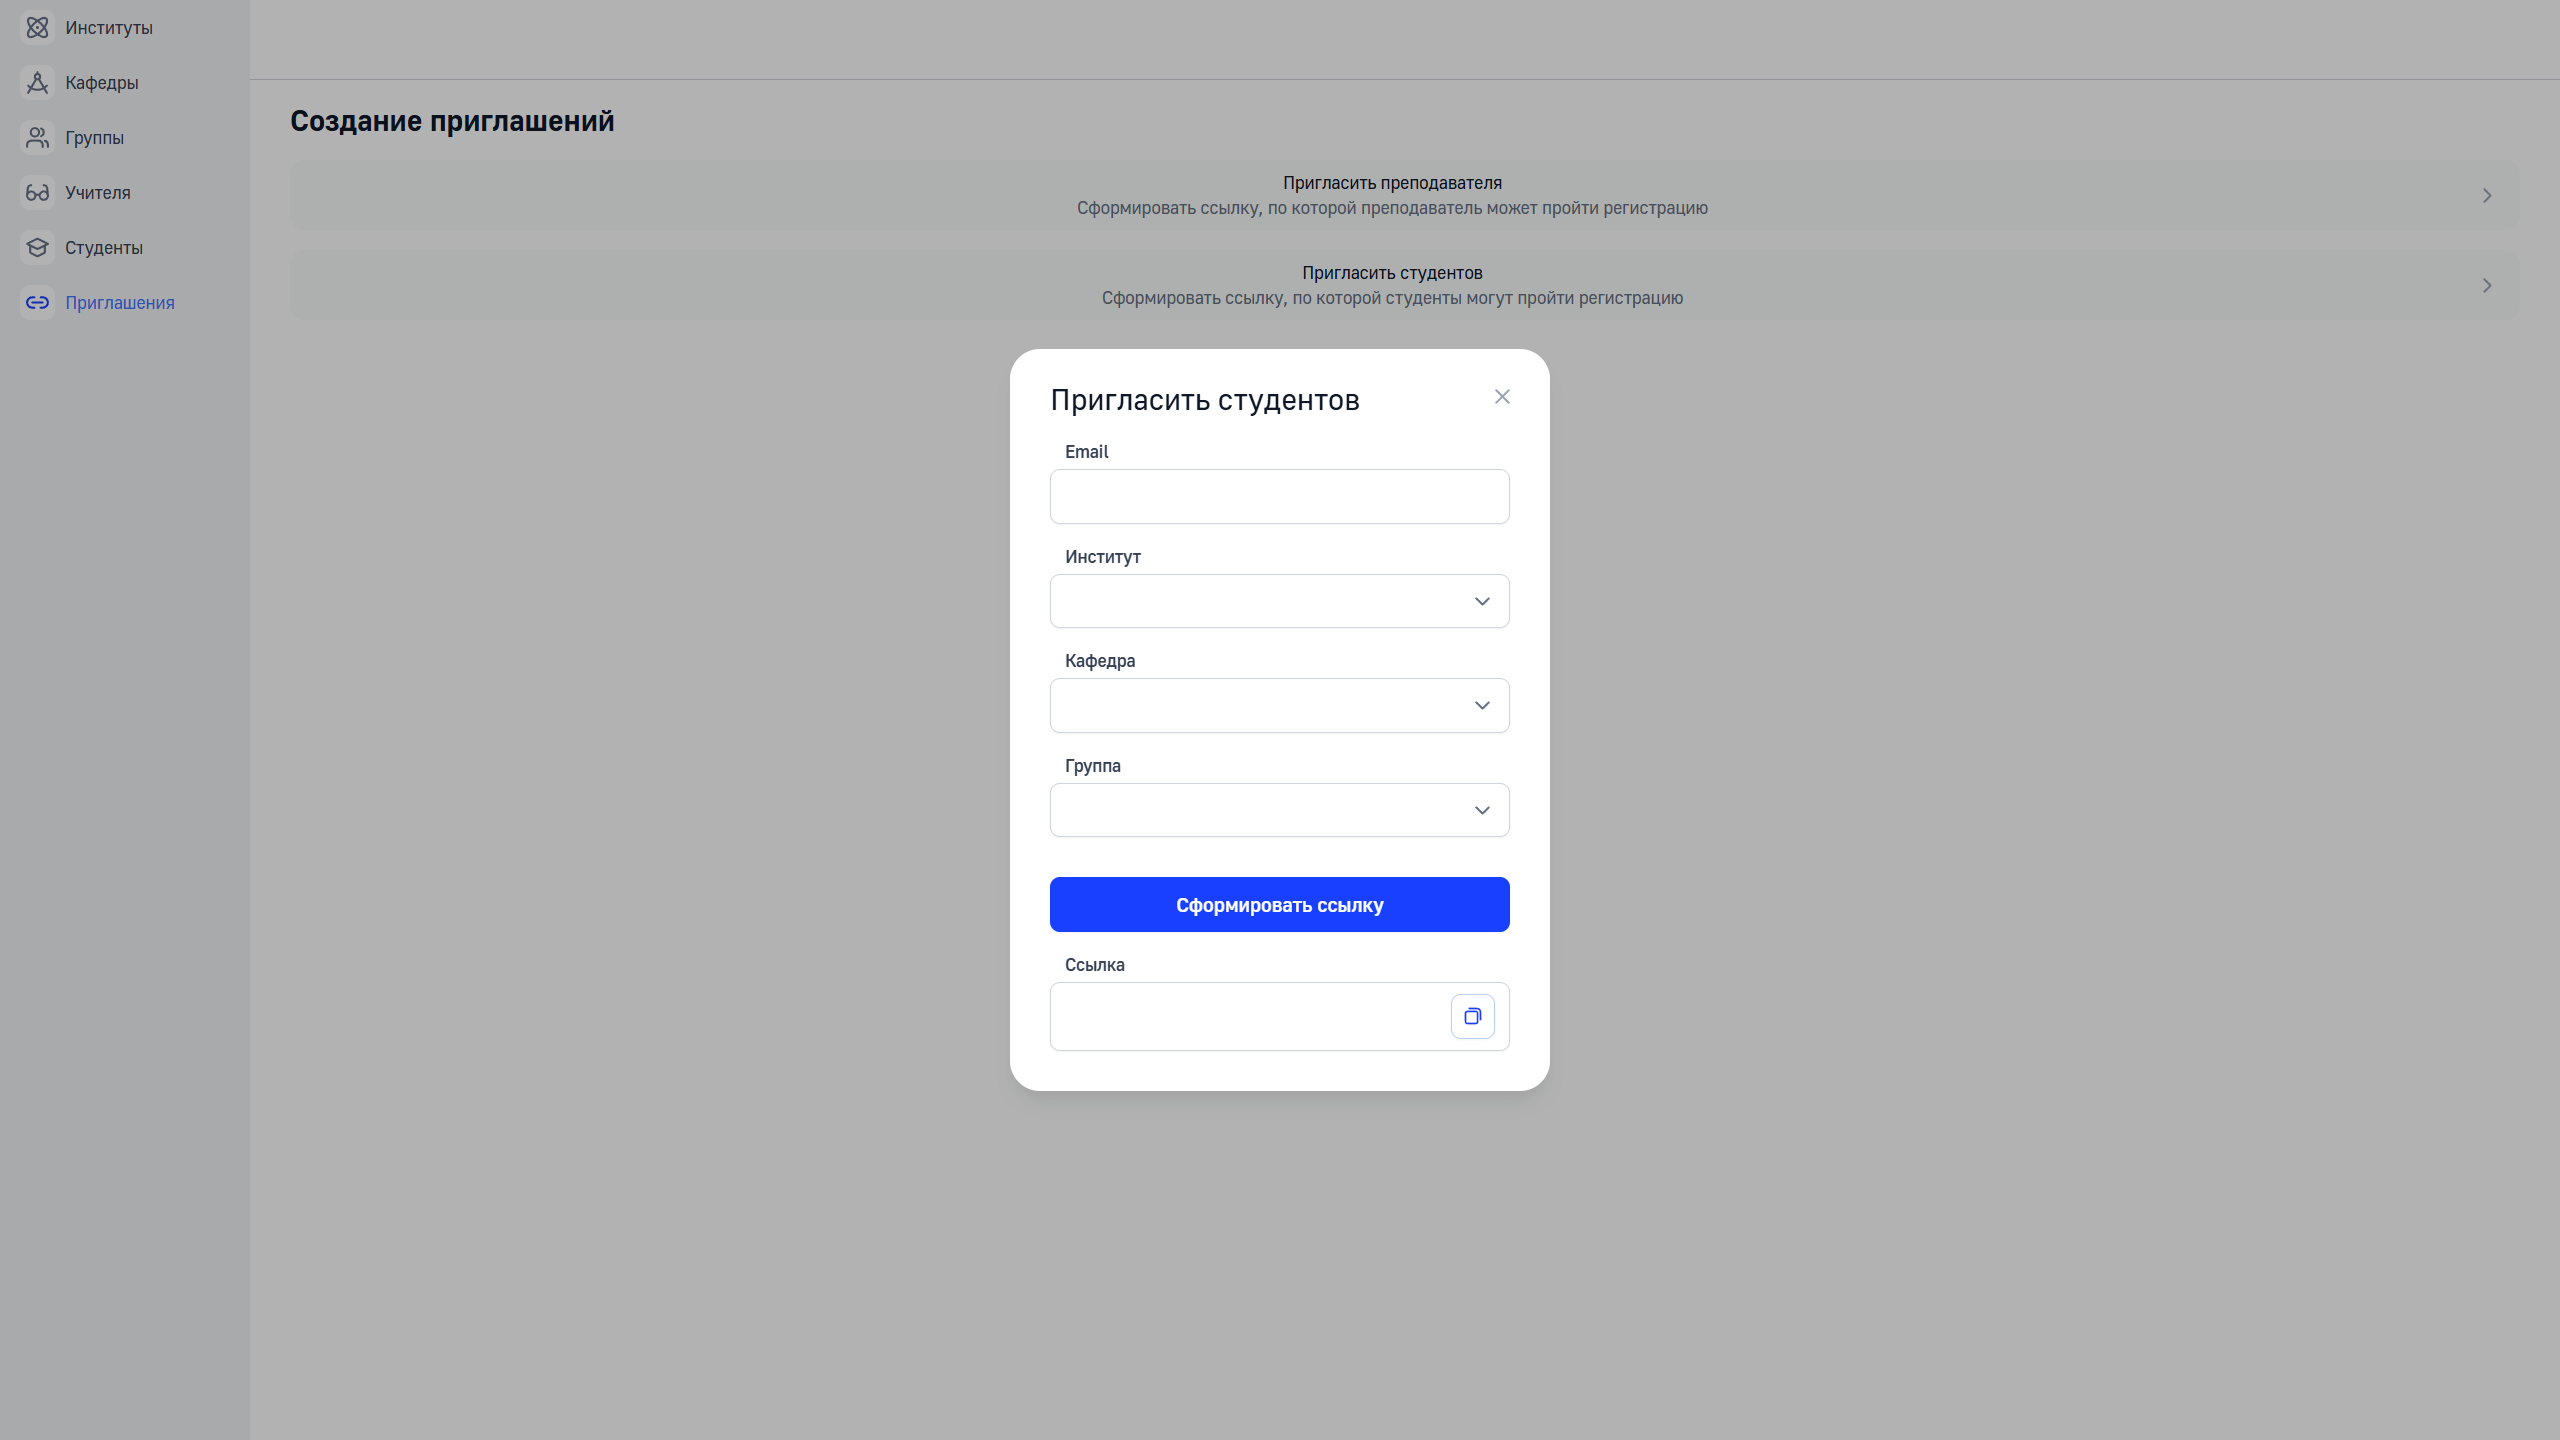 Институты
Кафедры
Группы
Учителя
Студенты
Приглашения
Создание приглашений
Пригласить преподавателя
Сформировать ссылку, по которой преподаватель может пройти регистрацию
Пригласить студентов
Сформировать ссылку, по которой студенты могут пройти регистрацию
Пригласить студентов
Email
Институт
Кафедра
Группа
Сформировать ссылку
Ссылка